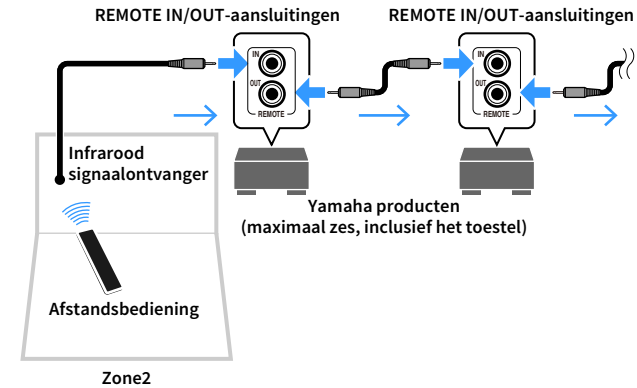 REMOTE IN/OUT-aansluitingen
REMOTE IN/OUT-aansluitingen
IN
OUT
REMOTE
IN
OUT
REMOTE
Infrarood
signaalontvanger
Yamaha producten
(maximaal zes, inclusief het toestel)
Afstandsbediening
Zone2